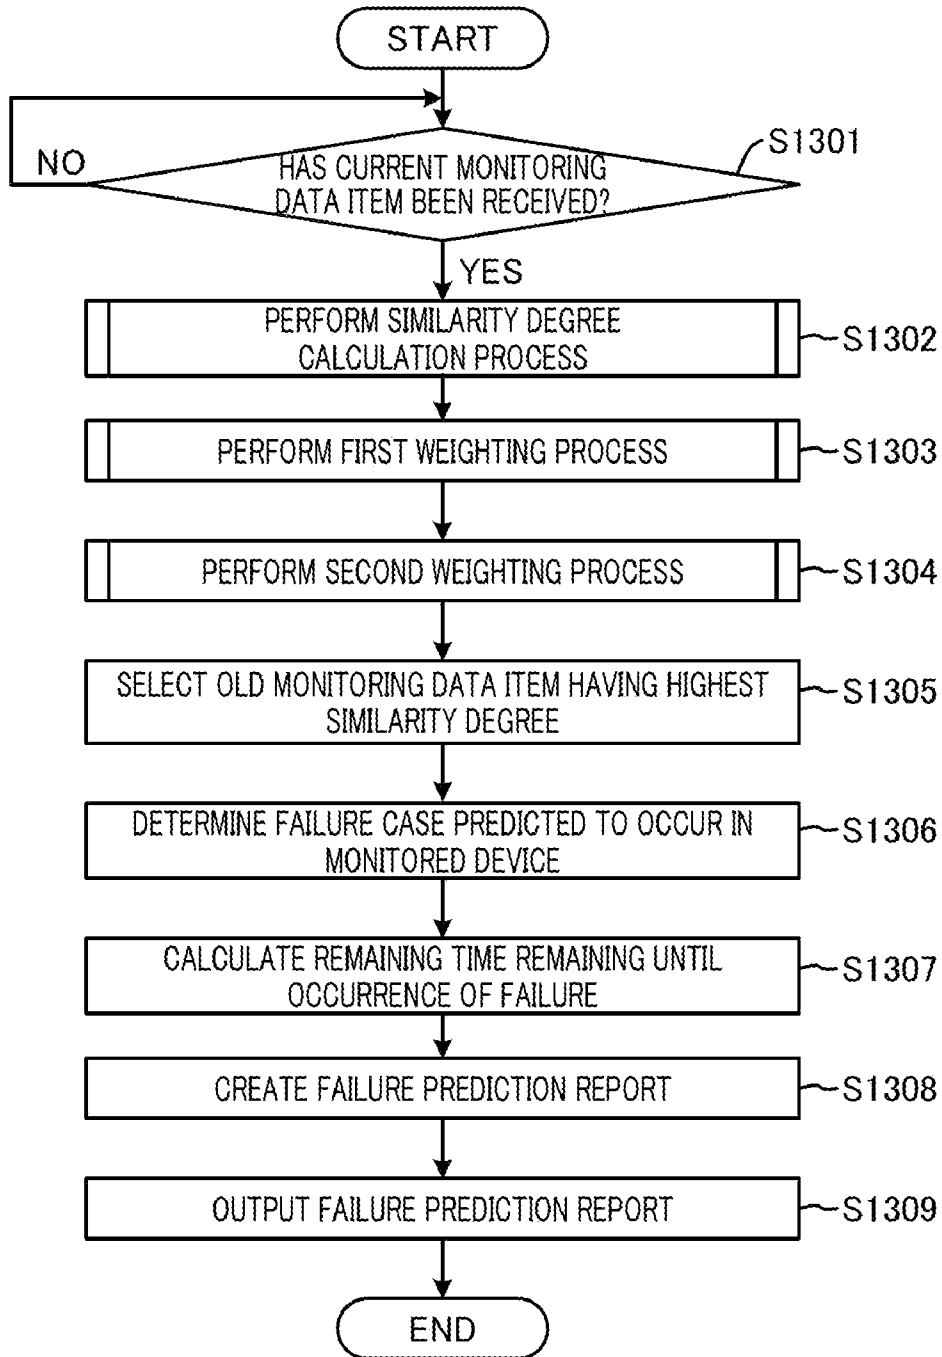 START
NO
HAS CURRENT MONITORING
DATA ITEM BEEN RECEIVED?
S1301
YES
PERFORM SIMILARITY DEGREE
CALCULATION PROCESS
S1302
PERFORM FIRST WEIGHTING PROCESS
S1303
PERFORM SECOND WEIGHTING PROCESS
S1304
SELECT OLD MONITORING DATA ITEM HAVING HIGHEST
SIMILARITY DEGREE
S1305
DETERMINE FAILURE CASE PREDICTED TO OCCUR IN
MONITORED DEVICE
S1306
CALCULATE REMAINING TIME REMAINING UNTIL
OCCURRENCE OF FAILURE
S1307
CREATE FAILURE PREDICTION REPORT
S1308
OUTPUT FAILURE PREDICTION REPORT
S1309
END